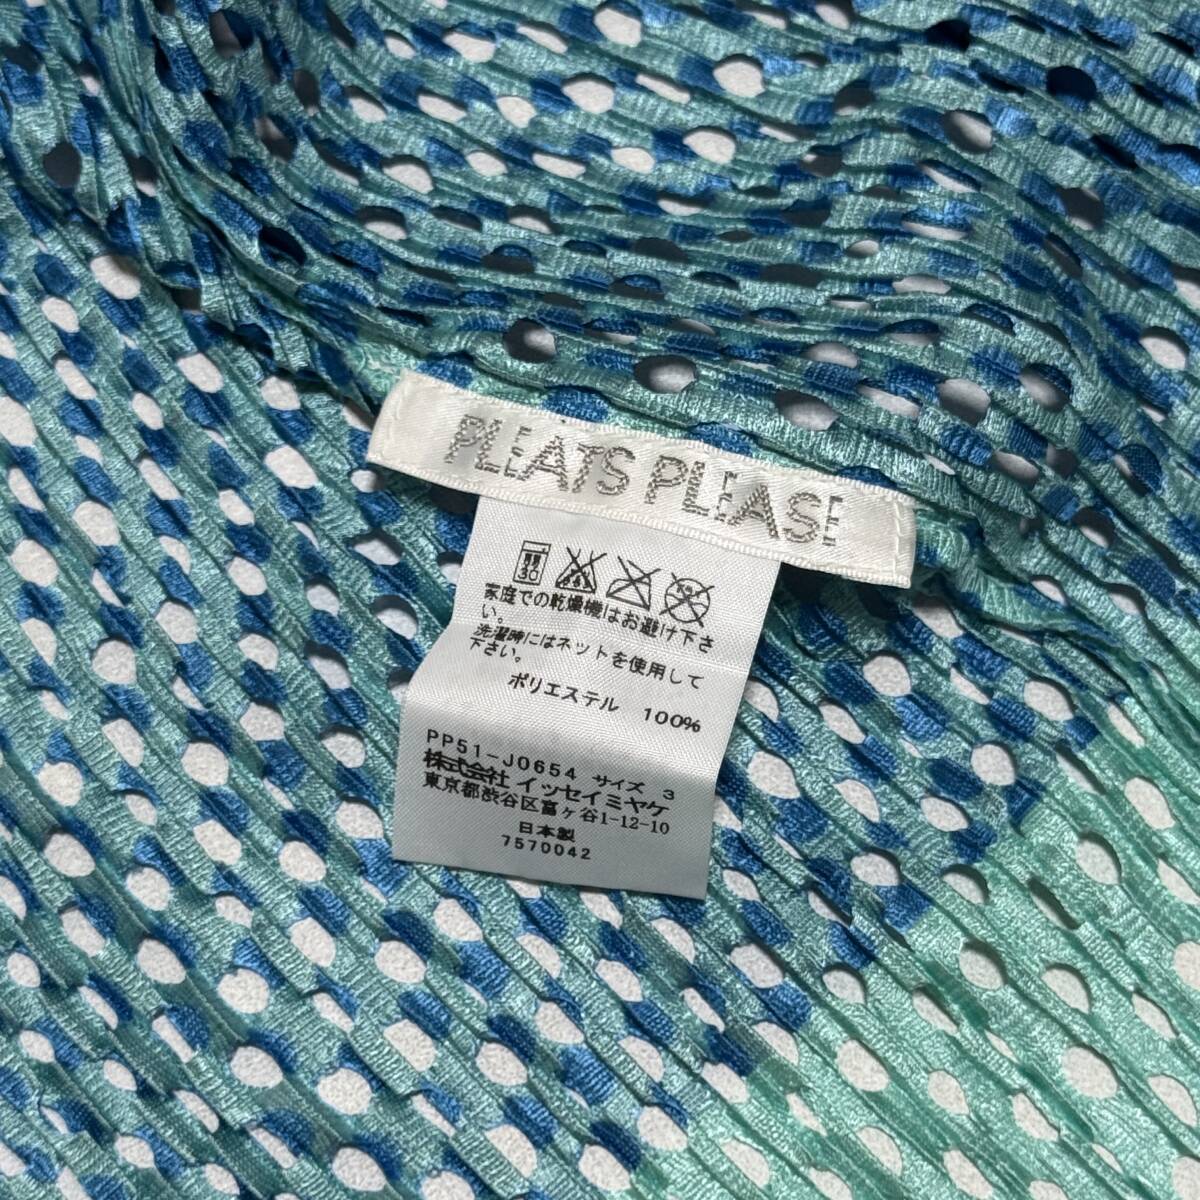 PLEATS PLEASE
30
家庭での乾燥機はお避け下さ
い。
洗濯時にはネットを使用して
下さい。
ポリエステル 100%
PP51-J0654 サイズ 3
株式会社 イッセイミヤケ
東京都渋谷区富ヶ谷1-12-10
日本製
7570042